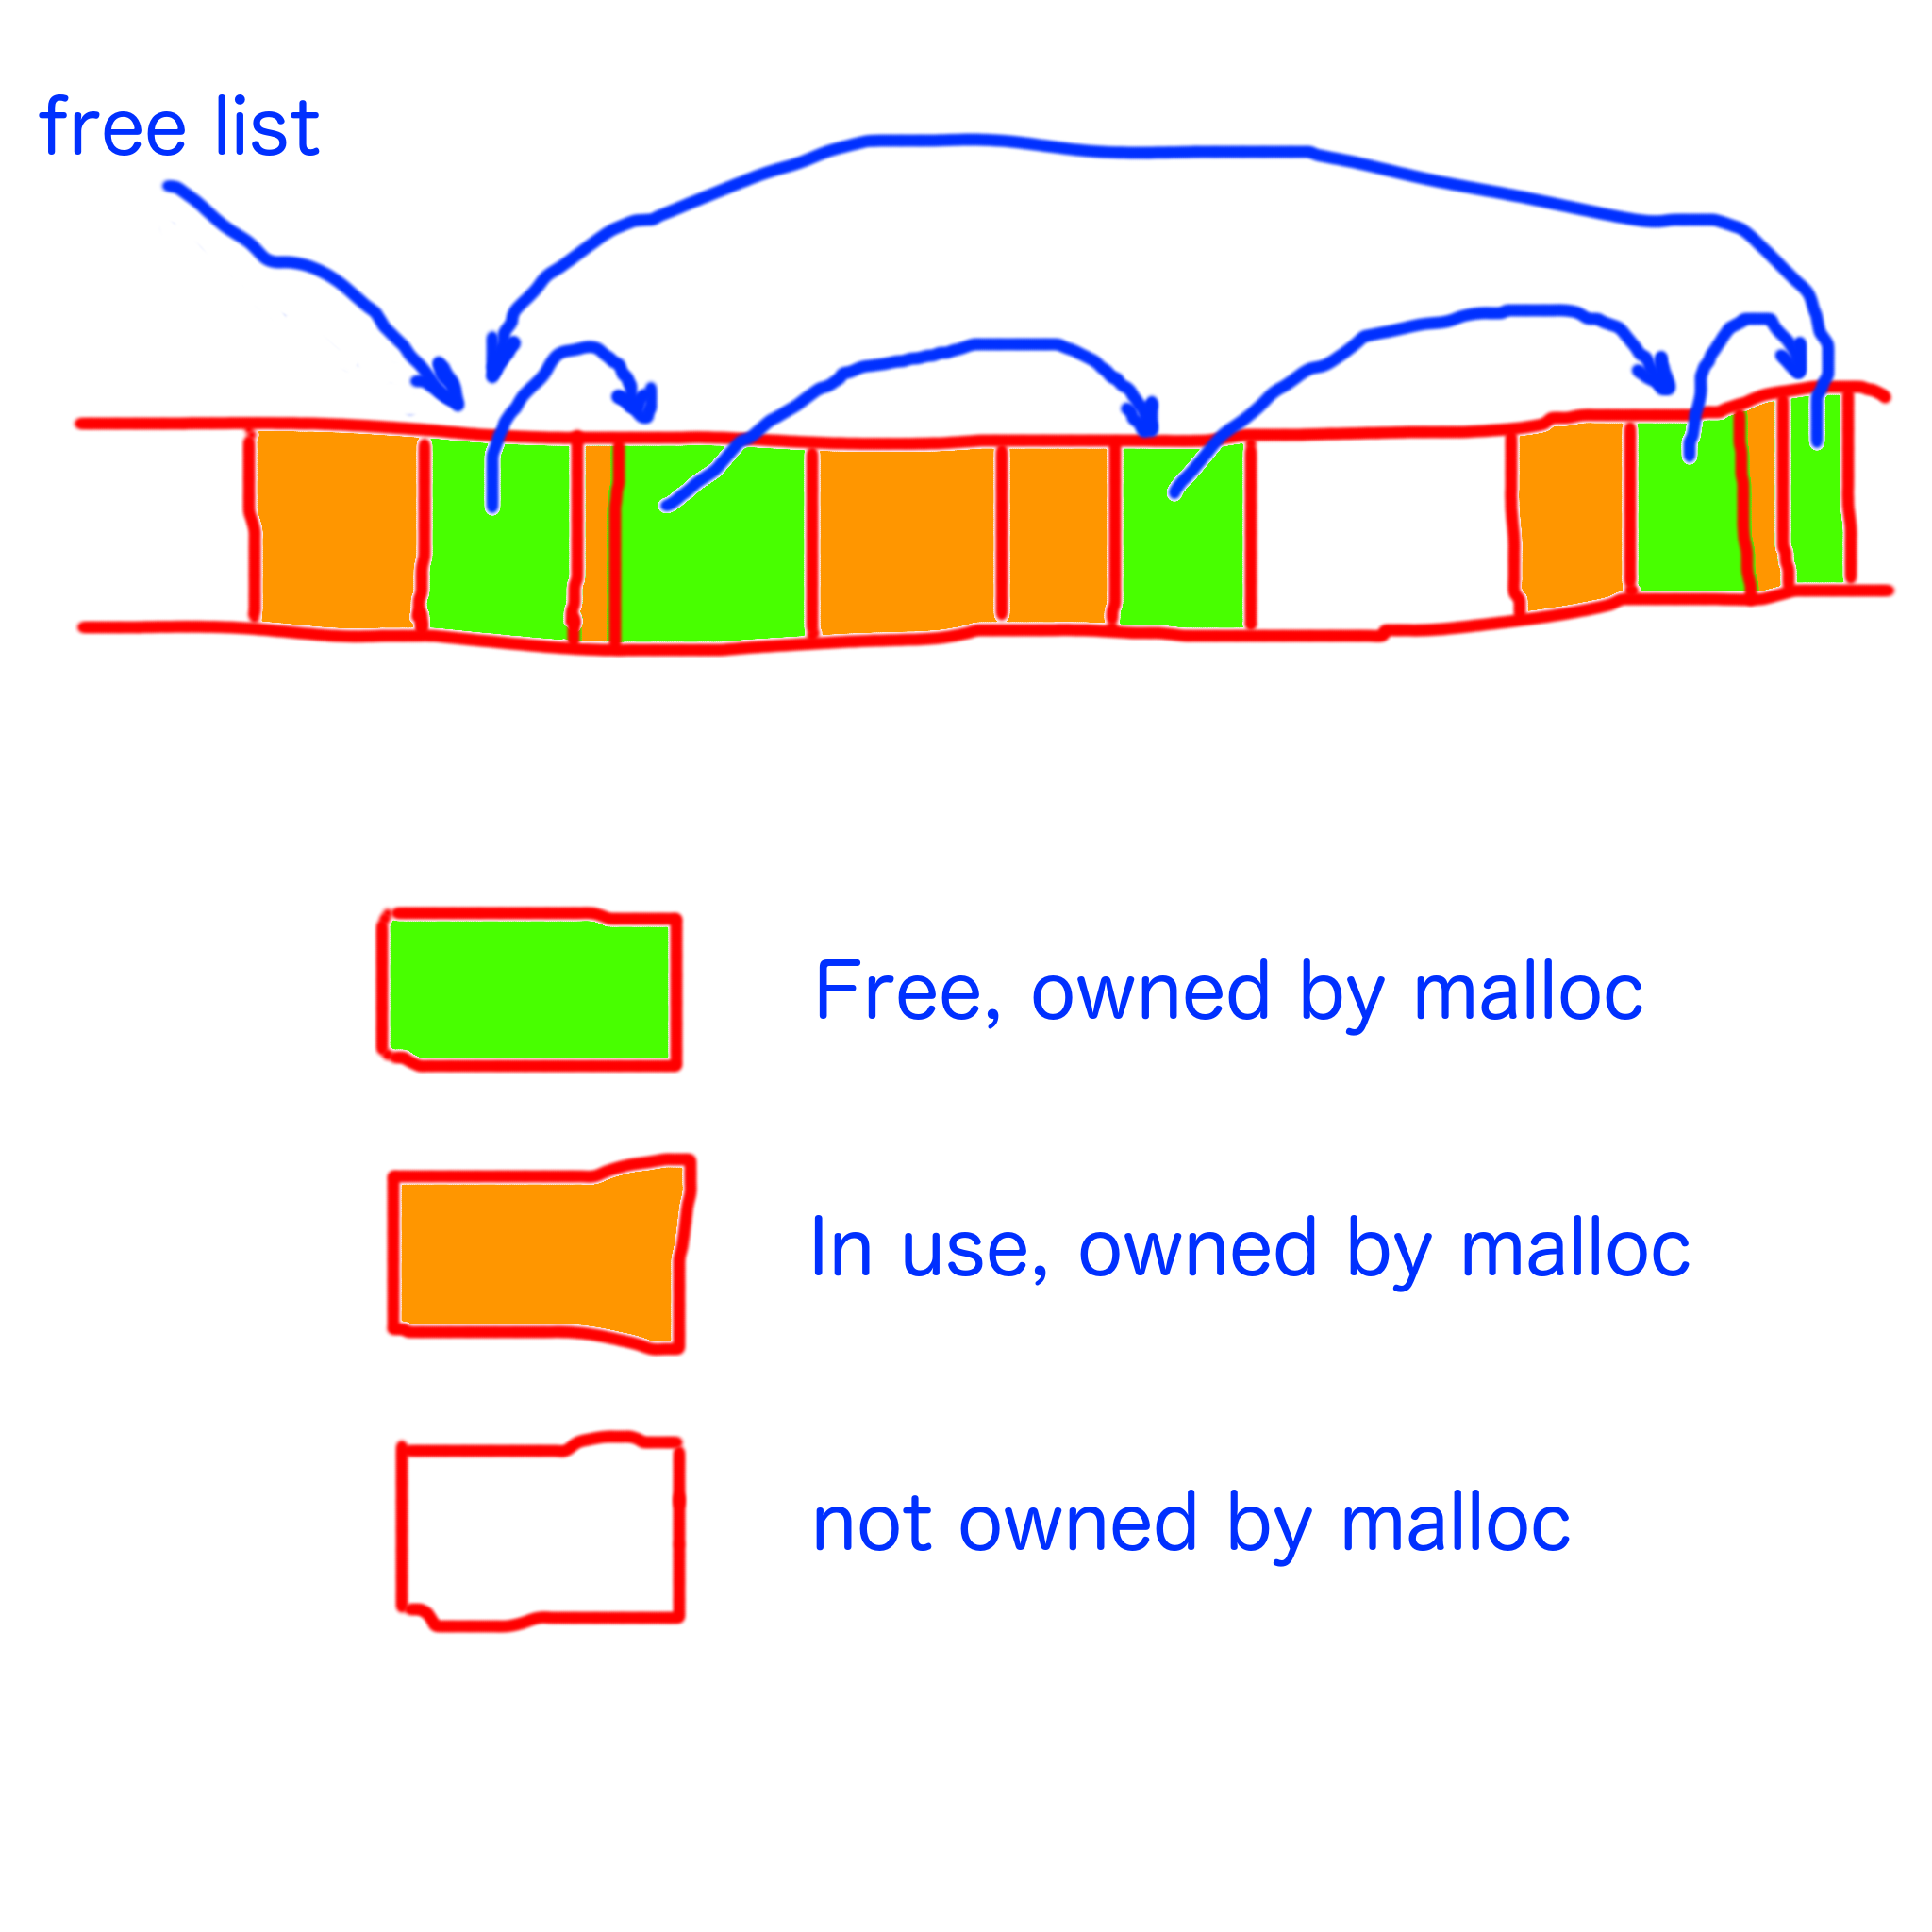 free list
Free, owned by malloc
In use, owned by malloc
not owned by malloc